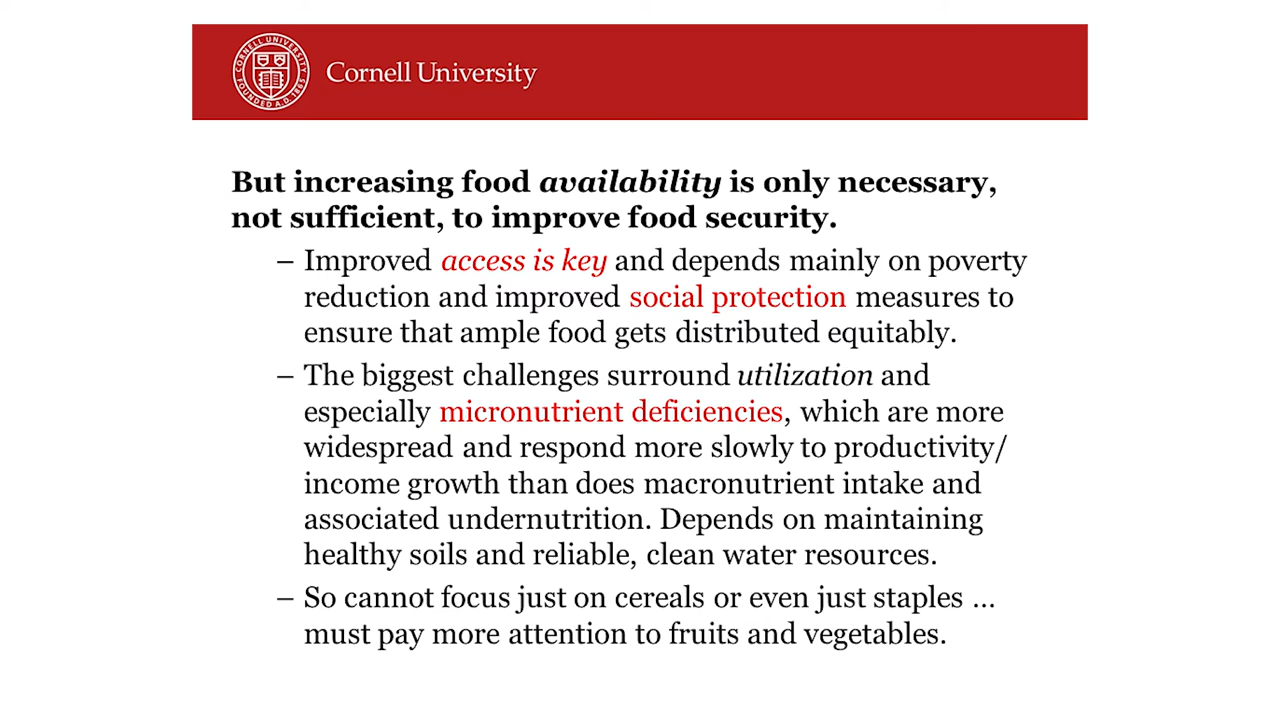 CORNELL UNIVERSITY
FOUNDED A.D. 1865
Cornell University
But increasing food availability is only necessary,
not sufficient, to improve food security.
– Improved access is key and depends mainly on poverty
reduction and improved social protection measures to
ensure that ample food gets distributed equitably.
– The biggest challenges surround utilization and
especially micronutrient deficiencies, which are more
widespread and respond more slowly to productivity/
income growth than does macronutrient intake and
associated undernutrition. Depends on maintaining
healthy soils and reliable, clean water resources.
– So cannot focus just on cereals or even just staples ...
must pay more attention to fruits and vegetables.